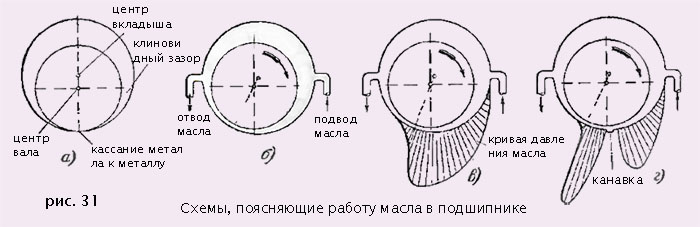 центр
вкладыша
клинови
дный зазор
центр
вала
а)
кассание метал
ла к металлу
отвод
масла
б)
подвод
масла
в)
кривая давле
ния масла
канавка
г)
рис. 31
Схемы, поясняющие работу масла в подшипнике